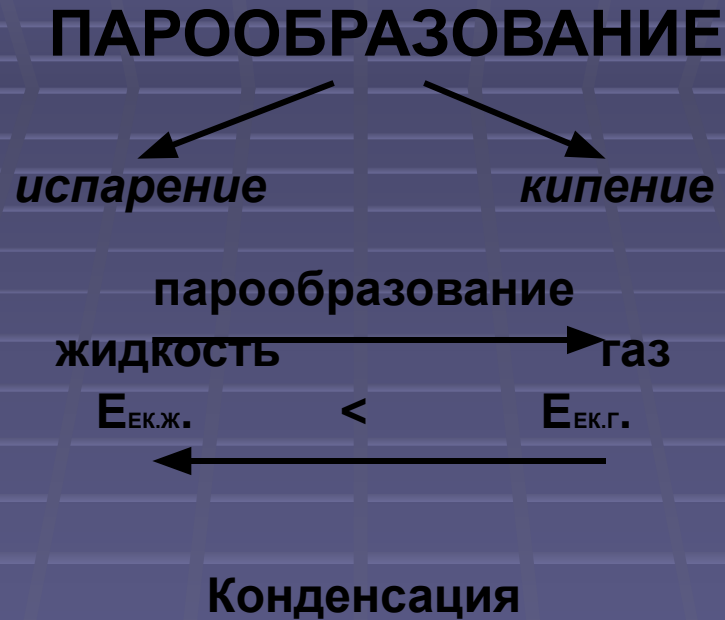 ПАРООБРАЗОВАНИЕ
испарение кипение
парообразование
жидкость газ
Еек.ж. < Еек.г.
Конденсация